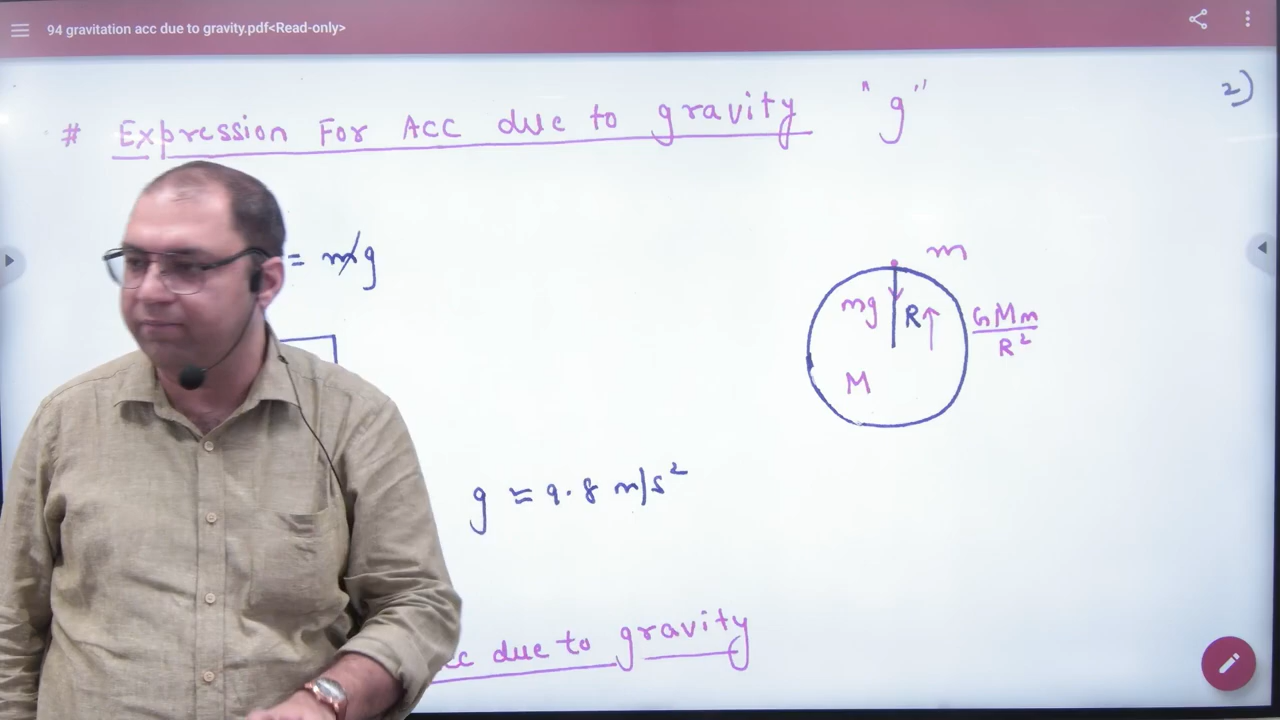 94 gravitation acc due to gravity.pdf<Read-only>
2)
# Expression For Acc due to gravity "g"
= mg
m
mg R
GMm
R²
M
g ≈ 9.8 m/s²
due to gravity